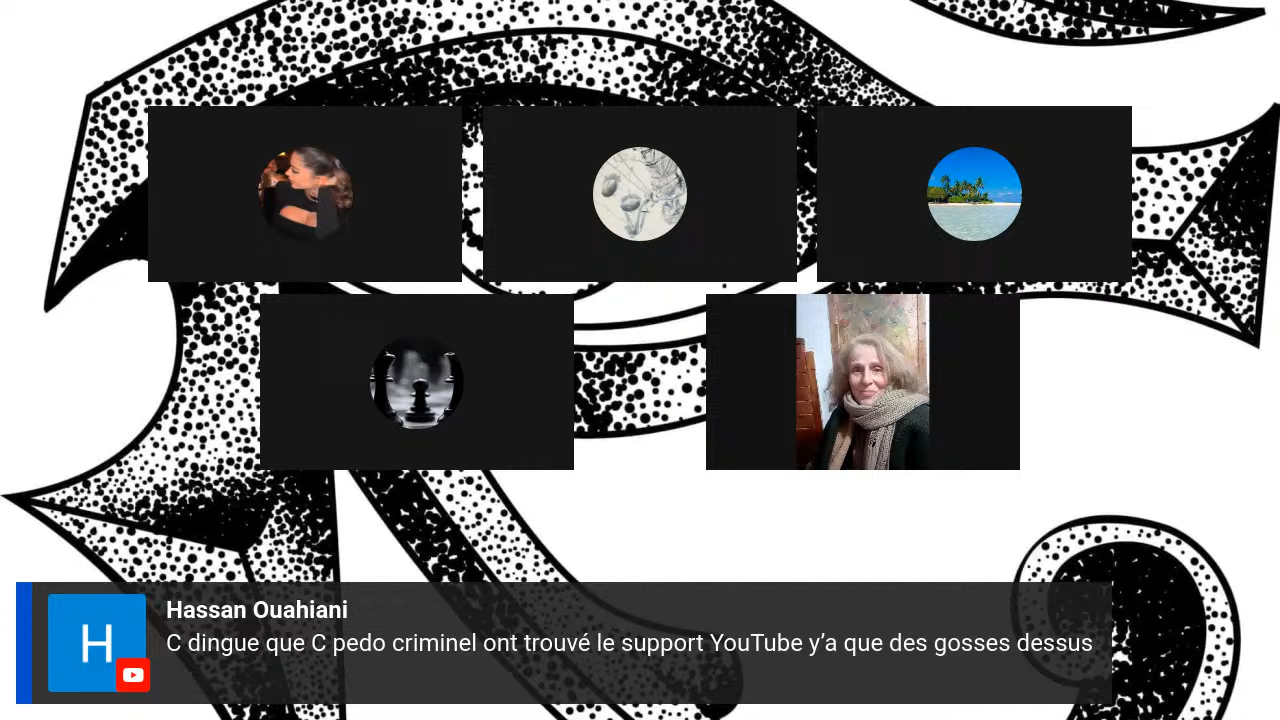 Hassan Ouahiani
H
C dingue que C pedo criminel ont trouvé le support YouTube y’a que des gosses dessus